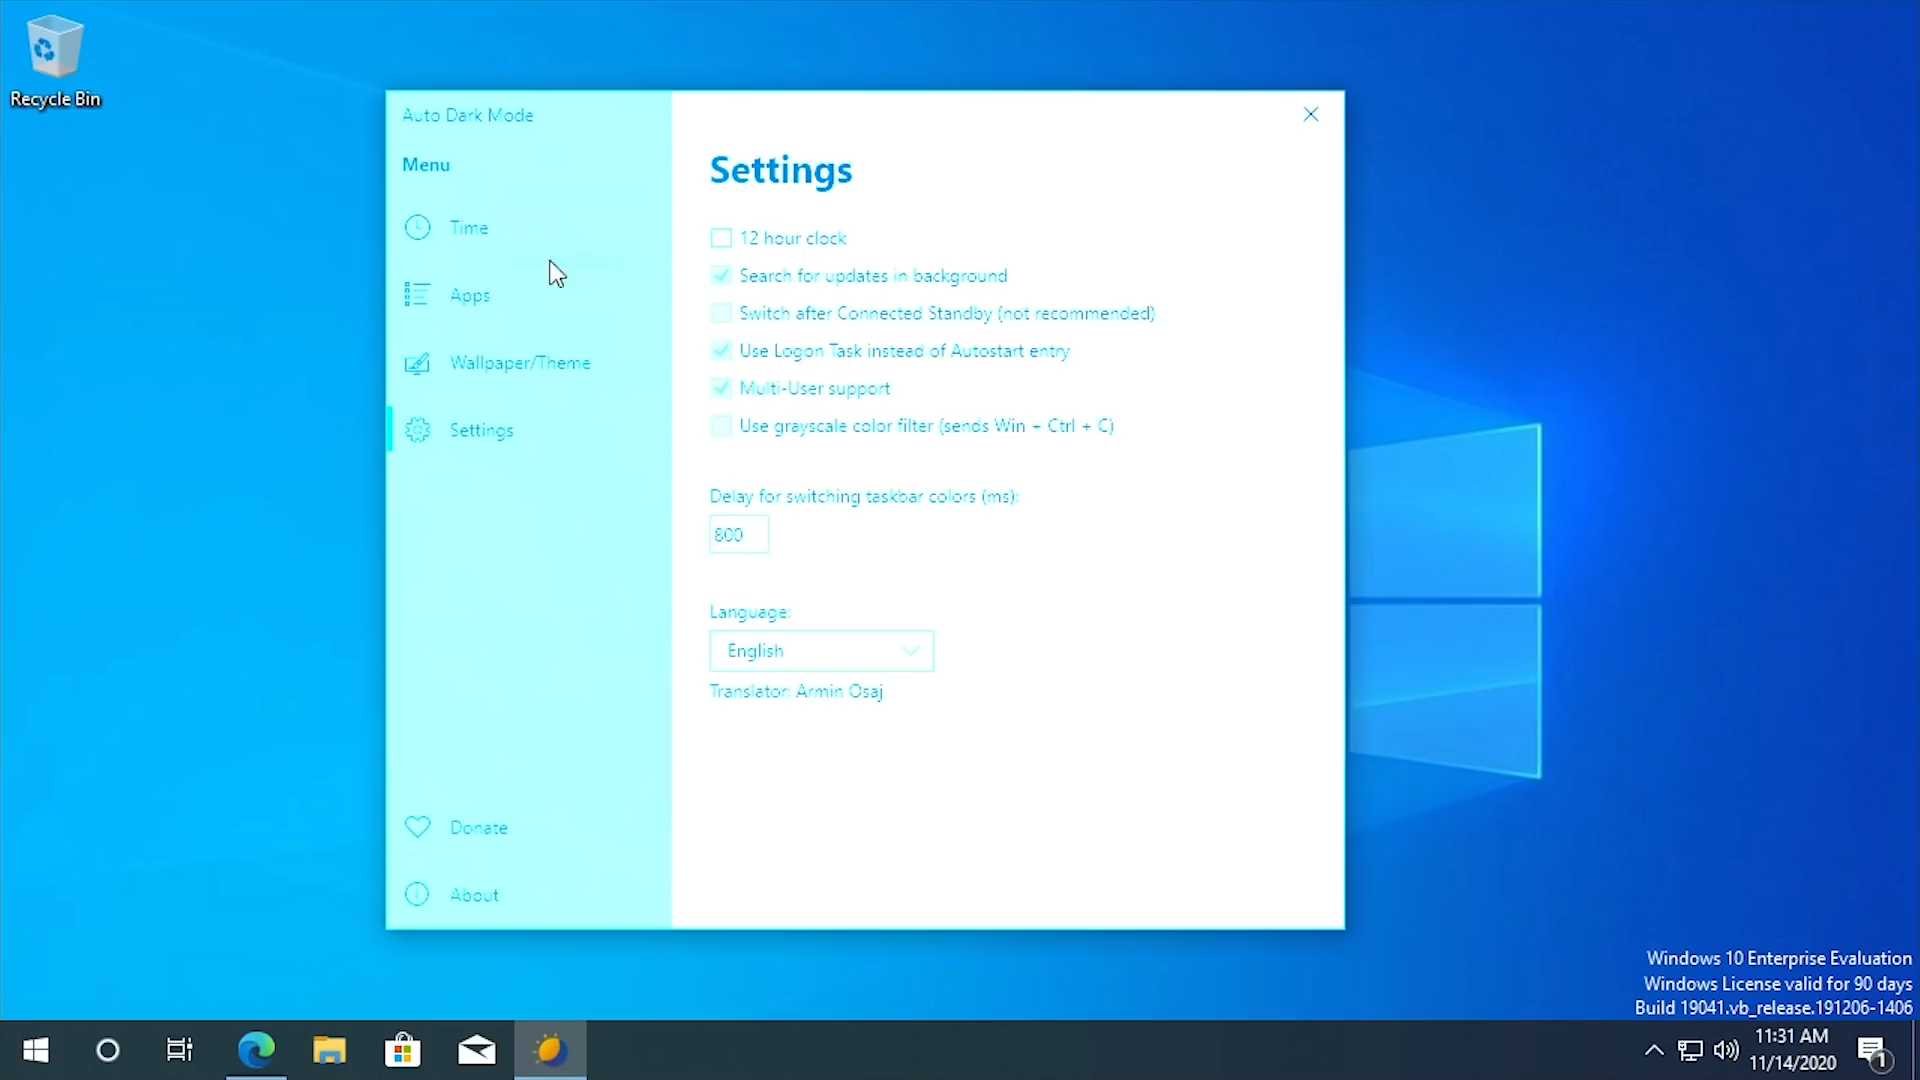 Recycle Bin
Auto Dark Mode
Menu
Time
Apps
Wallpaper/Theme
Settings
Donate
About
Settings
12 hour clock
Search for updates in background
Switch after Connected Standby (not recommended)
Use Logon Task instead of Autostart entry
Multi-User support
Use grayscale color filter (sends Win + Ctrl + C)
Delay for switching taskbar colors (ms):
800
Language:
English
Translator: Armin Osaj
Windows 10 Enterprise Evaluation
Windows License valid for 90 days
Build 19041.vb_release.191206-1406
11:31 AM
11/14/2020
1